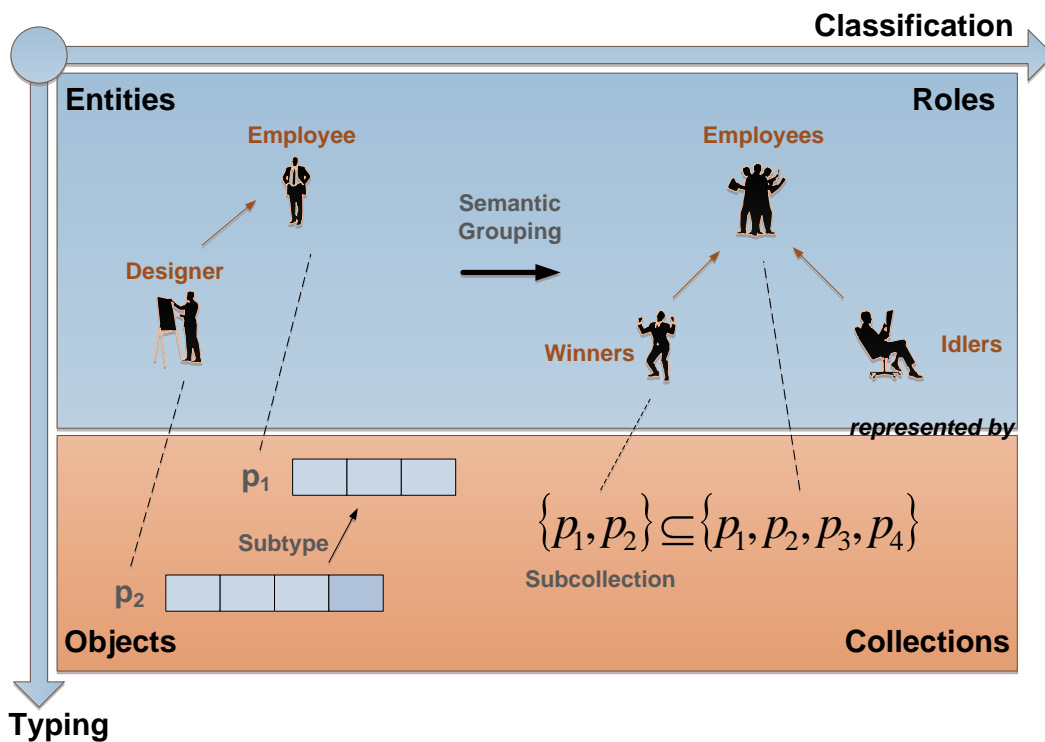 Classification
Entities
Roles
Employee
Employees
Semantic
Grouping
Designer
Winners
Idlers
represented by
p₁
{p₁, p₂} ⊆ {p₁, p₂, p₃, p₄}
Subtype
Subcollection
p₂
Objects
Collections
Typing